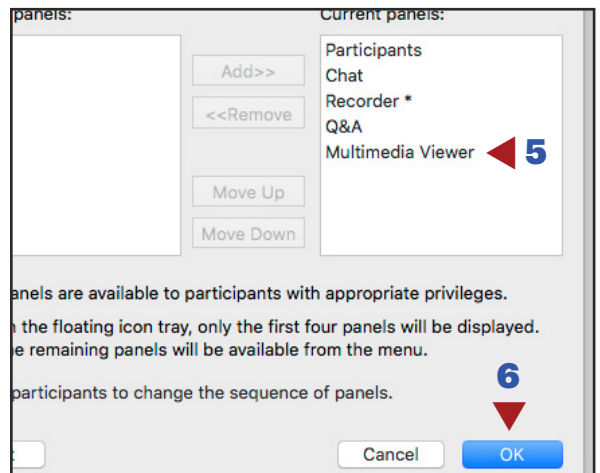 panels:
Current panels:
Participants
Chat
Recorder *
Q&A
Multimedia Viewer 5
Add>>
<<Remove
Move Up
Move Down
anels are available to participants with appropriate privileges.
n the floating icon tray, only the first four panels will be displayed.
e remaining panels will be available from the menu.
participants to change the sequence of panels.
6
Cancel
OK